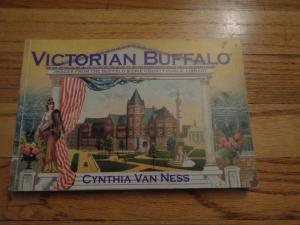 VICTORIAN BUFFALO
IMAGES FROM THE BUFFALO & ERIE COUNTY PUBLIC LIBRARY
CYNTHIA VAN NESS